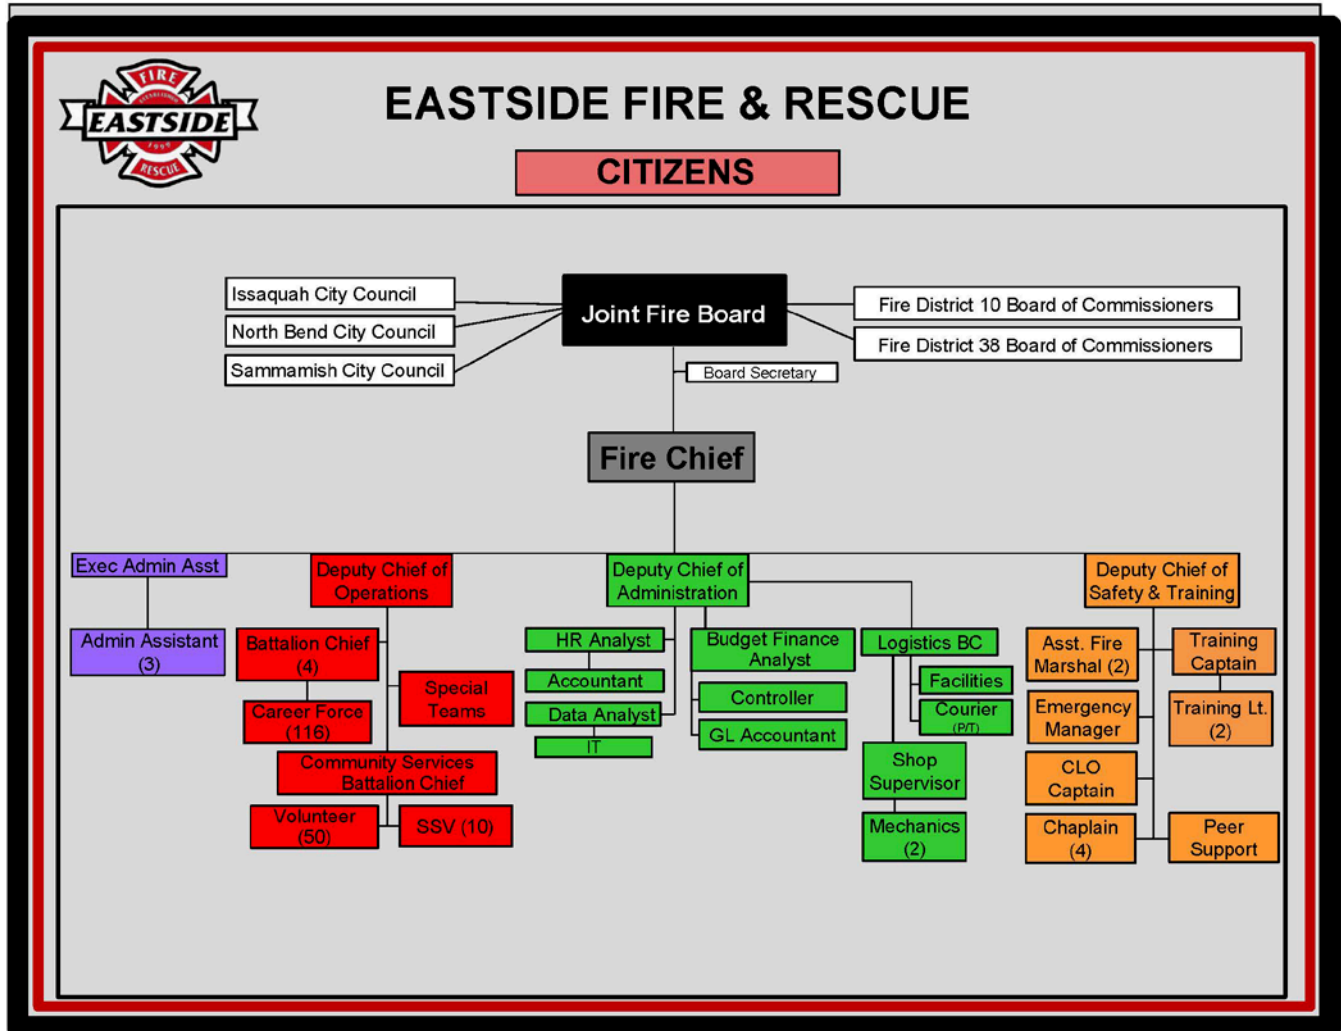 FIRE
ESTABLISHED
EASTSIDE
1999
RESCUE
EASTSIDE FIRE & RESCUE
CITIZENS
Issaquah City Council
North Bend City Council
Sammamish City Council
Joint Fire Board
Fire District 10 Board of Commissioners
Fire District 38 Board of Commissioners
Board Secretary
Fire Chief
Exec Admin Asst
Admin Assistant
(3)
Deputy Chief of
Operations
Battalion Chief
(4)
Career Force
(116)
Special
Teams
Community Services
Battalion Chief
Volunteer
(50)
SSV (10)
Deputy Chief of
Administration
HR Analyst
Accountant
Data Analyst
IT
Budget Finance
Analyst
Controller
GL Accountant
Logistics BC
Facilities
Courier
(P/T)
Shop
Supervisor
Mechanics
(2)
Deputy Chief of
Safety & Training
Asst. Fire
Marshal (2)
Emergency
Manager
CLO
Captain
Chaplain
(4)
Training
Captain
Training Lt.
(2)
Peer
Support